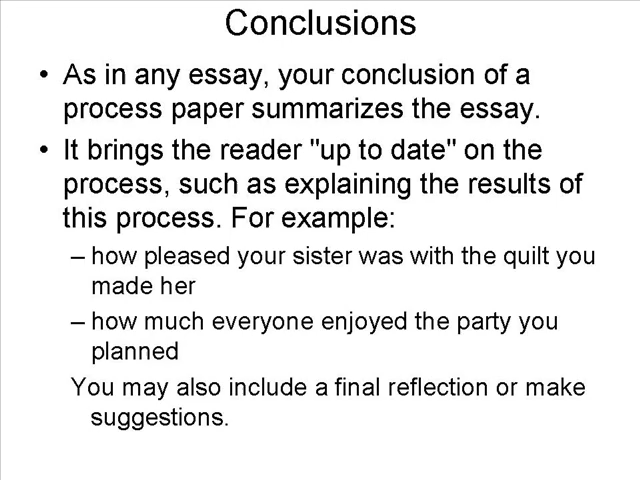 Conclusions
• As in any essay, your conclusion of a
process paper summarizes the essay.
• It brings the reader "up to date" on the
process, such as explaining the results of
this process. For example:
– how pleased your sister was with the quilt you
made her
– how much everyone enjoyed the party you
planned
You may also include a final reflection or make
suggestions.